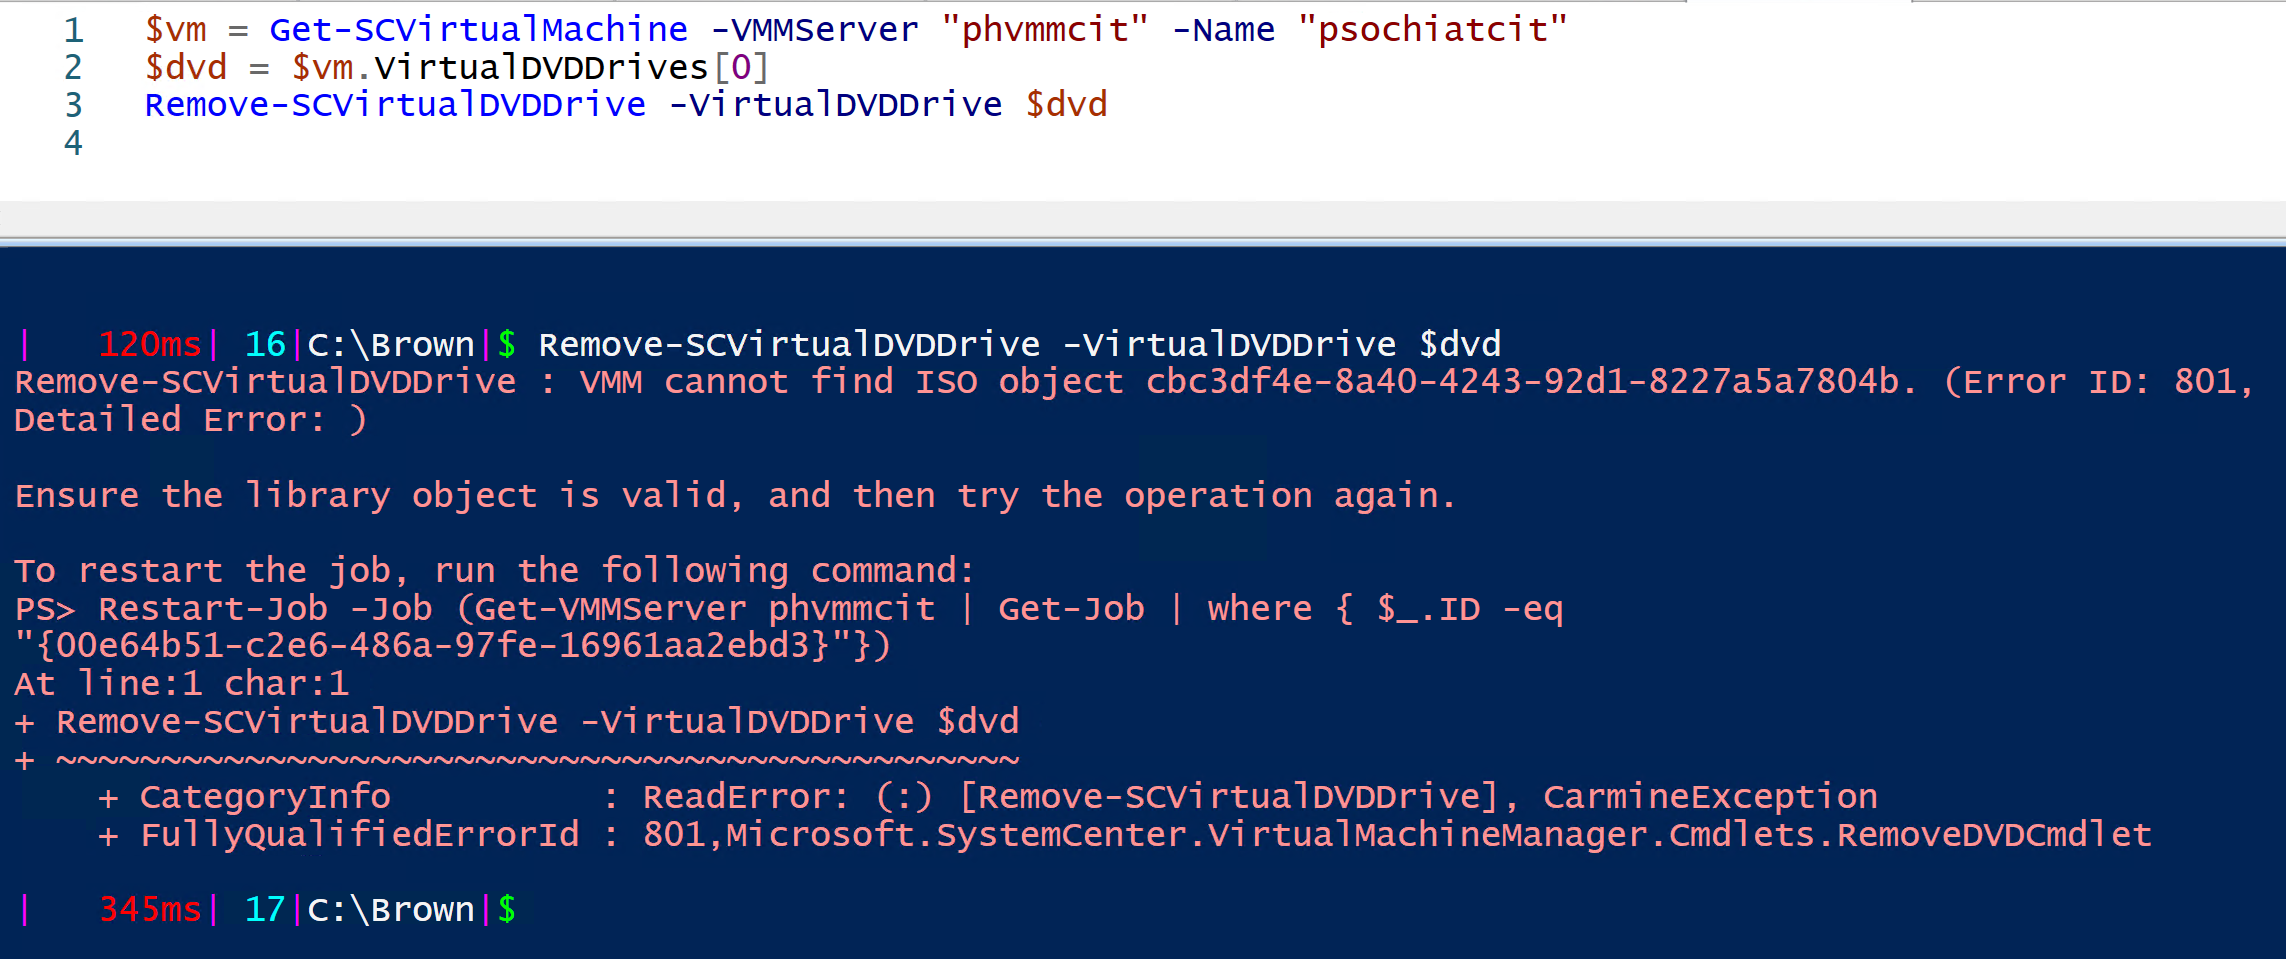 1 $vm = Get-SCVirtualMachine -VMMServer "phvmmcit" -Name "psochiatcit"
2 $dvd = $vm.VirtualDVDDrives[0]
3 Remove-SCVirtualDVDDrive -VirtualDVDDrive $dvd
4
|   120ms| 16|C:\Brown|$ Remove-SCVirtualDVDDrive -VirtualDVDDrive $dvd
Remove-SCVirtualDVDDrive : VMM cannot find ISO object cbc3df4e-8a40-4243-92d1-8227a5a7804b. (Error ID: 801,
Detailed Error: )
Ensure the library object is valid, and then try the operation again.
To restart the job, run the following command:
PS> Restart-Job -Job (Get-VMMServer phvmmcit | Get-Job | where { $_.ID -eq
"{00e64b51-c2e6-486a-97fe-16961aa2ebd3}"})
At line:1 char:1
+ Remove-SCVirtualDVDDrive -VirtualDVDDrive $dvd
+ ~~~~~~~~~~~~~~~~~~~~~~~~~~~~~~~~~~~~~~~~~~~~~~
    + CategoryInfo          : ReadError: (:) [Remove-SCVirtualDVDDrive], CarmineException
    + FullyQualifiedErrorId : 801,Microsoft.SystemCenter.VirtualMachineManager.Cmdlets.RemoveDVDCmdlet
|   345ms| 17|C:\Brown|$